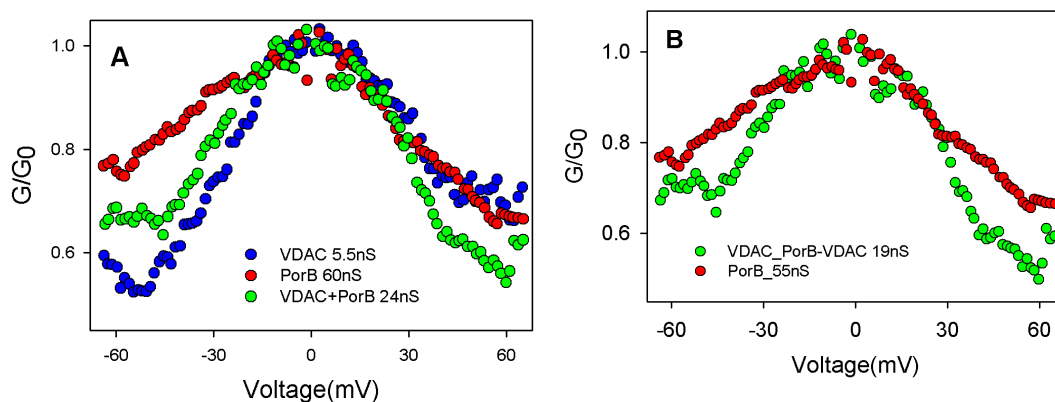 A
G/G0
1.0
0.8
0.6
VDAC 5.5nS
PorB 60nS
VDAC+PorB 24nS
-60 -30 0 30 60
Voltage(mV)
B
G/G0
1.0
0.8
0.6
VDAC_PorB-VDAC 19nS
PorB_55nS
-60 -30 0 30 60
Voltage(mV)